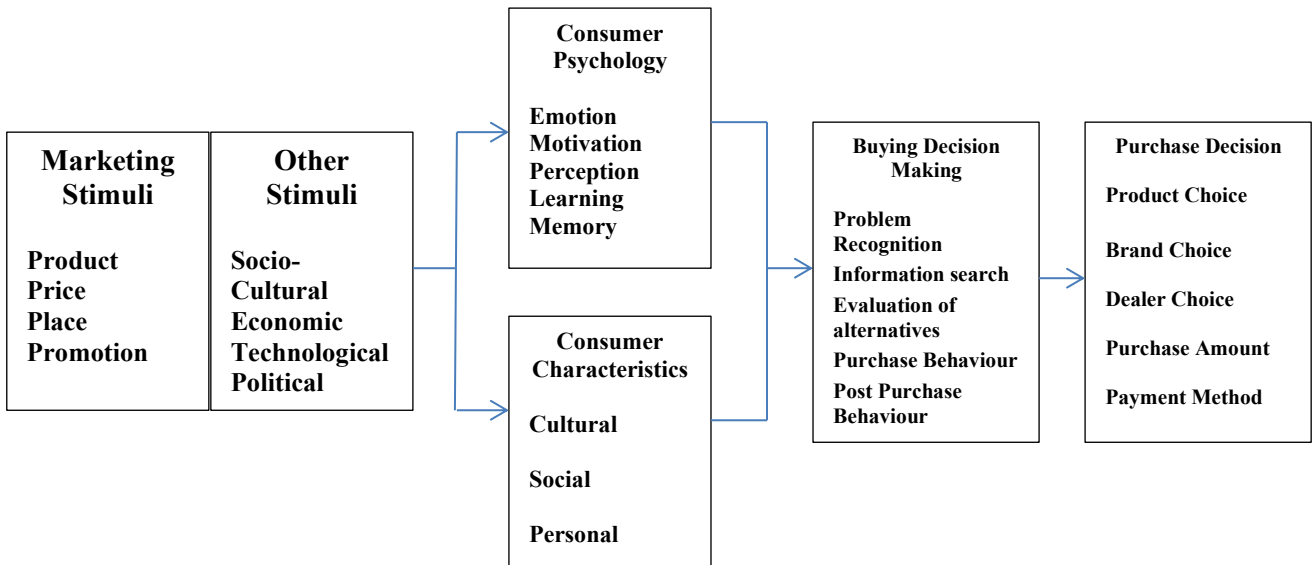 Marketing
Stimuli
Product
Price
Place
Promotion
Other
Stimuli
Socio-
Cultural
Economic
Technological
Political
Consumer
Psychology
Emotion
Motivation
Perception
Learning
Memory
Consumer
Characteristics
Cultural
Social
Personal
Buying Decision
Making
Problem
Recognition
Information search
Evaluation of
alternatives
Purchase Behaviour
Post Purchase
Behaviour
Purchase Decision
Product Choice
Brand Choice
Dealer Choice
Purchase Amount
Payment Method